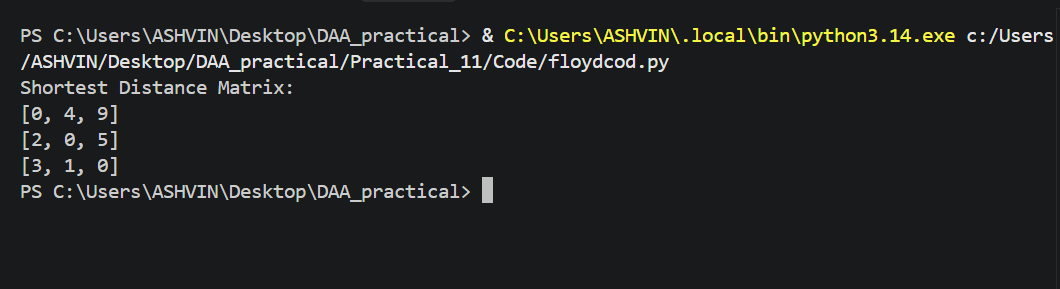 PS C:\Users\ASHVIN\Desktop\DAA_practical> & C:\Users\ASHVIN\.local\bin\python3.14.exe c:/Users
/ASHVIN/Desktop/DAA_practical/Practical_11/Code/floydcod.py
Shortest Distance Matrix:
[0, 4, 9]
[2, 0, 5]
[3, 1, 0]
PS C:\Users\ASHVIN\Desktop\DAA_practical>